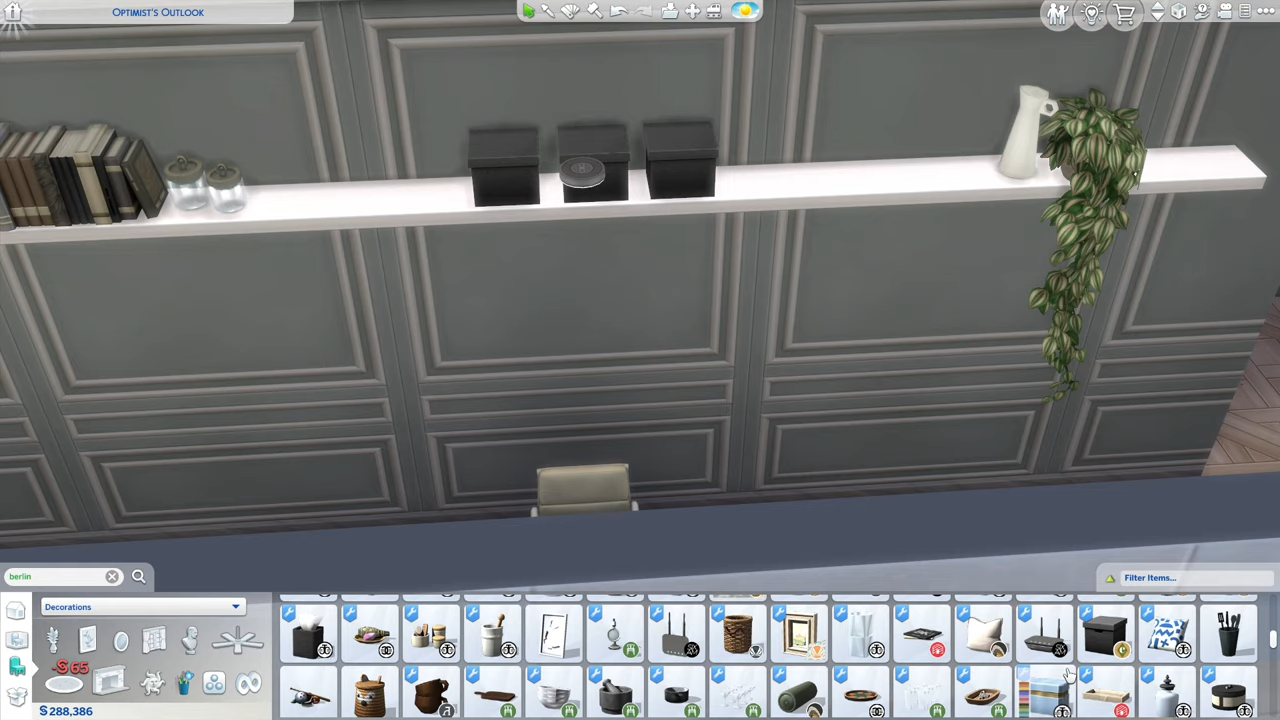 OPTIMIST'S OUTLOOK
berlin
Filter Items...
Decorations
-§65
§288,386